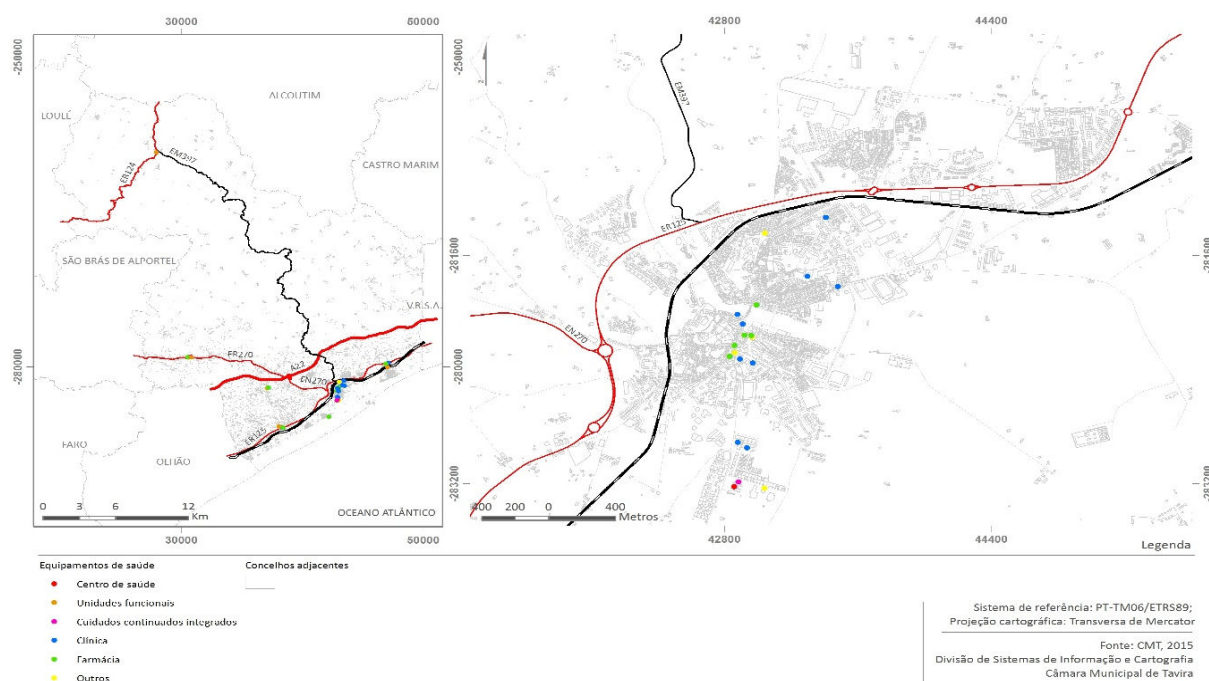 30000 50000
42800 44400
-250000
-280000
-281600
-283200
ALCOUTIM
LOULÉ
EM397
CASTRO MARIM
ER124
SÃO BRÁS DE ALPORTEL
V.R.S.A.
ER270
A22
EN270
ER125
FARO
OLHÃO
OCEANO ATLÂNTICO
0 3 6 12
Km
30000 50000
EM397
ER125
EN270
400 200 0 400
Metros
-281600
-283200
42800 44400
Legenda
Equipamentos de saúde
Centro de saúde
Unidades funcionais
Cuidados continuados integrados
Clínica
Farmácia
Outros
Concelhos adjacentes
Sistema de referência: PT-TM06/ETRS89;
Projeção cartográfica: Transversa de Mercator
Fonte: CMT, 2015
Divisão de Sistemas de Informação e Cartografia
Câmara Municipal de Tavira